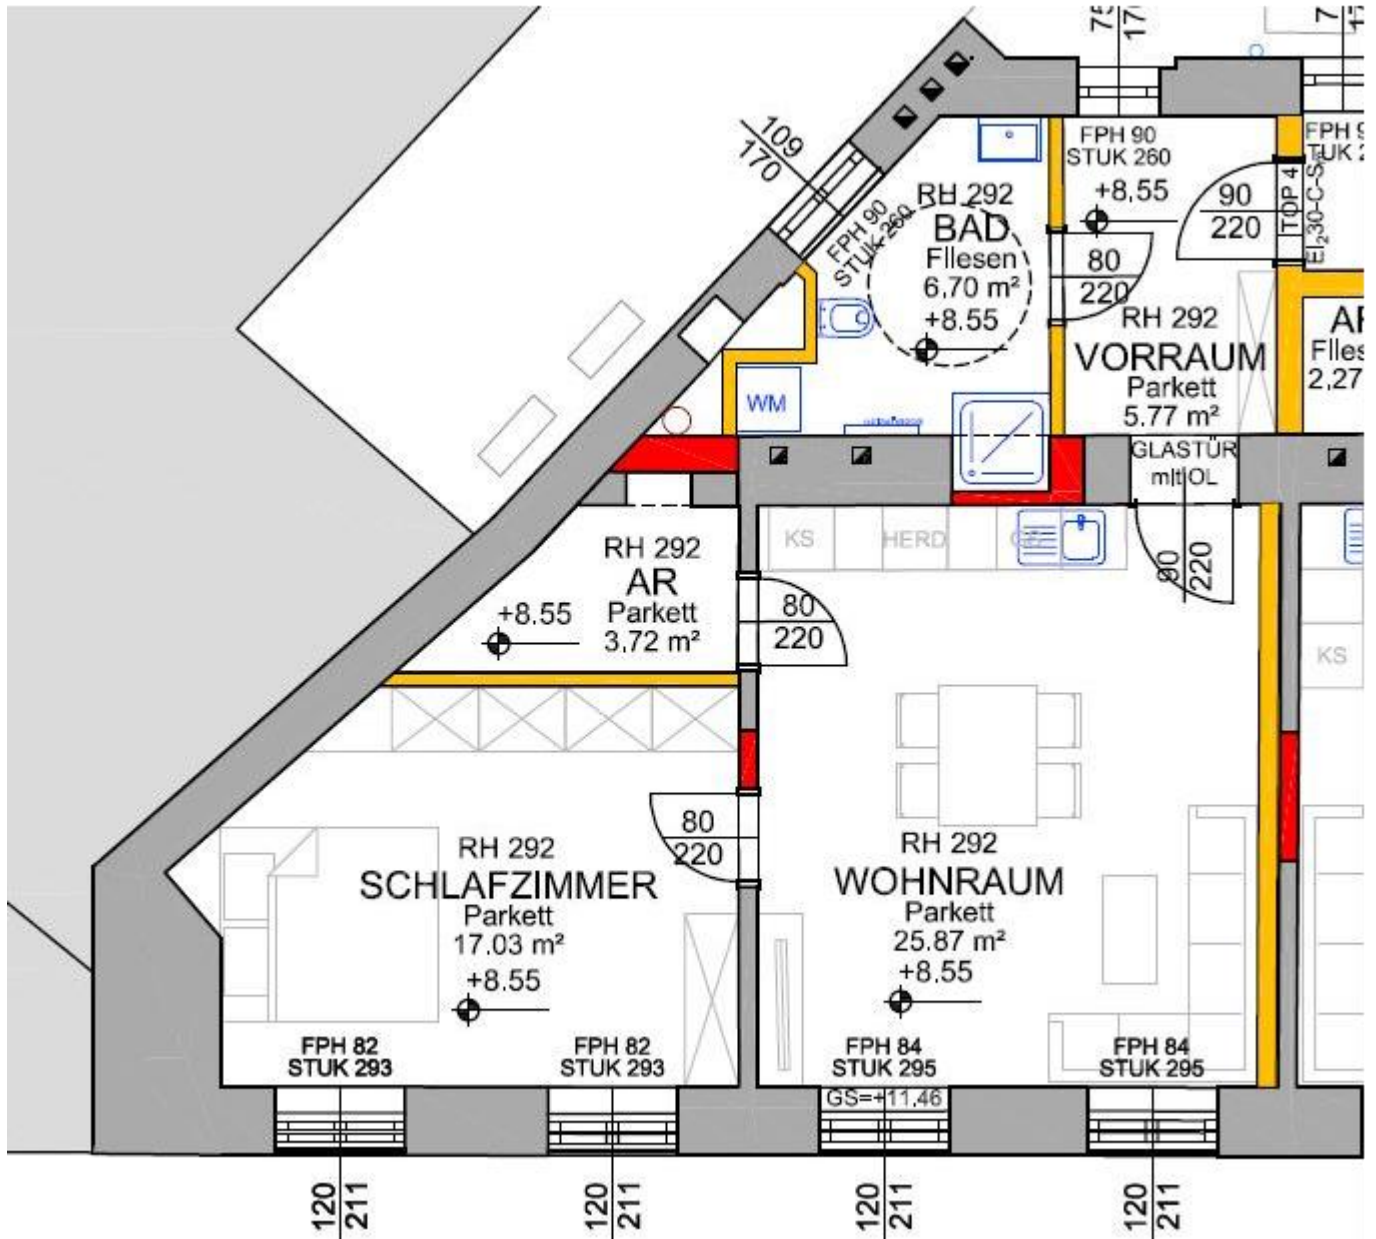 109
170
FPH 90
STUK 260
RH 292
BAD
Fliesen
6.70 m²
+8.55
WM
FPH 90
STUK 260
+8.55
90
220
TOP 4
EI₂30-C-Sₘ
80
220
RH 292
VORRAUM
Parkett
5.77 m²
GLASTÜR
mit OL
90
220
2,27
KS
HERD
RH 292
AR
Parkett
3.72 m²
+8.55
80
220
KS
80
220
RH 292
SCHLAFZIMMER
Parkett
17.03 m²
+8.55
RH 292
WOHNRAUM
Parkett
25.87 m²
+8.55
FPH 82
STUK 293
FPH 82
STUK 293
FPH 84
STUK 295
FPH 84
STUK 295
GS=+11.46
120
211
120
211
120
211
120
211